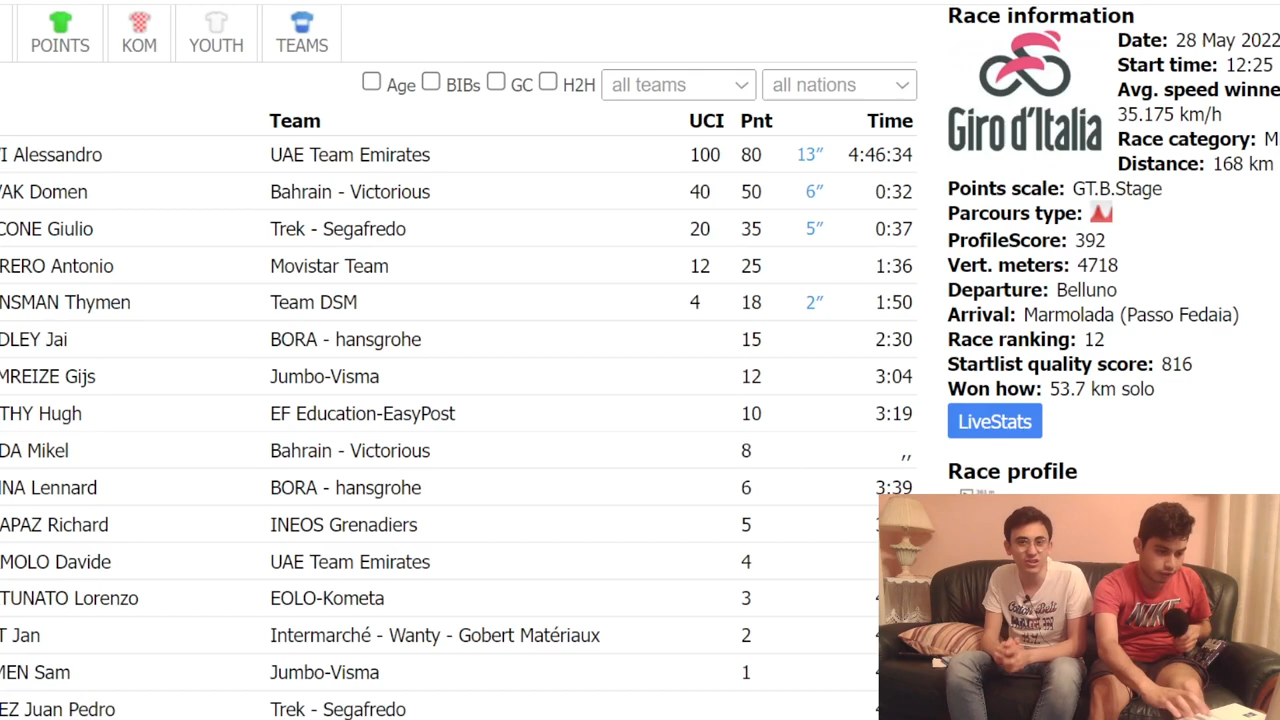 POINTS KOM YOUTH TEAMS
Age BIBs GC H2H all teams all nations
Team UCI Pnt Time
I Alessandro UAE Team Emirates 100 80 13″ 4:46:34
VAK Domen Bahrain - Victorious 40 50 6″ 0:32
CONE Giulio Trek - Segafredo 20 35 5″ 0:37
RERO Antonio Movistar Team 12 25 1:36
NSMAN Thymen Team DSM 4 18 2″ 1:50
DLEY Jai BORA - hansgrohe 15 2:30
MREIZE Gijs Jumbo-Visma 12 3:04
THY Hugh EF Education-EasyPost 10 3:19
DA Mikel Bahrain - Victorious 8 ,,
NA Lennard BORA - hansgrohe 6 3:39
APAZ Richard INEOS Grenadiers 5
MOLO Davide UAE Team Emirates 4
TUNATO Lorenzo EOLO-Kometa 3
T Jan Intermarché - Wanty - Gobert Matériaux 2
MEN Sam Jumbo-Visma 1
EZ Juan Pedro Trek - Segafredo
Race information
Giro d'Italia
Date: 28 May 2022
Start time: 12:25
Avg. speed winne
35.175 km/h
Race category: M
Distance: 168 km
Points scale: GT.B.Stage
Parcours type:
ProfileScore: 392
Vert. meters: 4718
Departure: Belluno
Arrival: Marmolada (Passo Fedaia)
Race ranking: 12
Startlist quality score: 816
Won how: 53.7 km solo
LiveStats
Race profile
NIKE